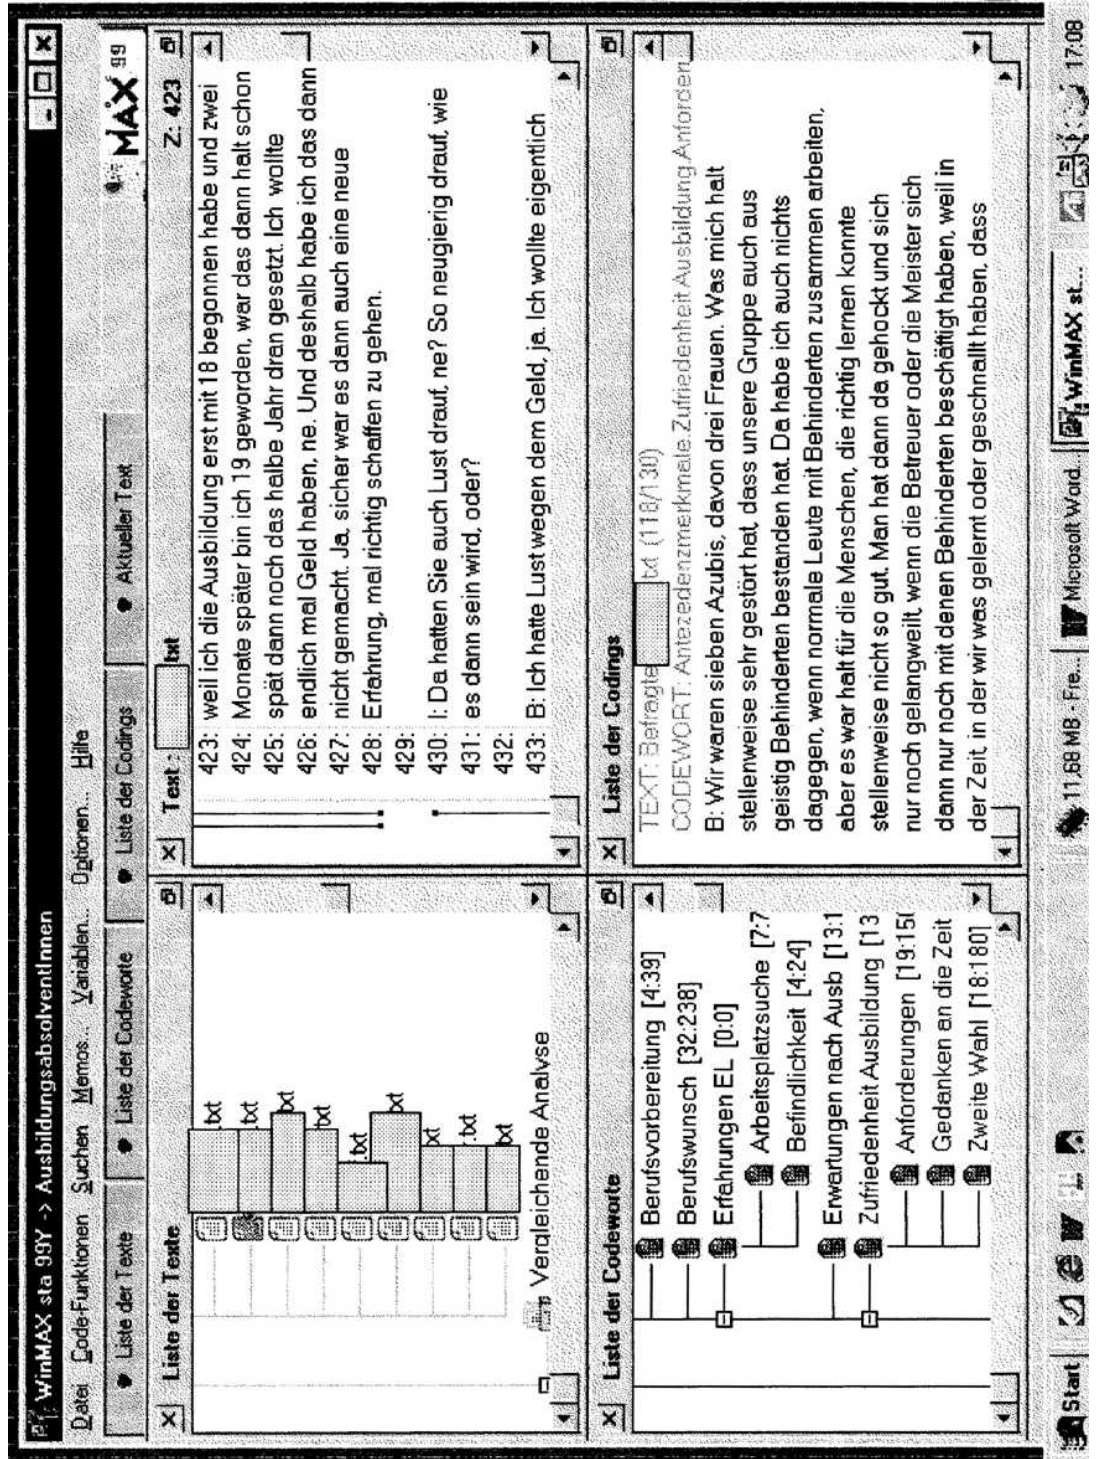 WinMAX sta 99Y -> AusbildungsabsolventInnen
Datei Code-Funktionen Suchen Memos... Variablen... Optionen... Hilfe
Liste der Texte Liste der Codeworte Liste der Codings Aktueller Text
MAX 99
Liste der Texte
.txt
.txt
txt
txt
.txt
txt
txt
.txt
txt
Vergleichende Analyse
Text : txt Z: 423
423: weil ich die Ausbildung erst mit 18 begonnen habe und zwei
424: Monate später bin ich 19 geworden, war das dann halt schon
425: spät dann noch das halbe Jahr dran gesetzt. Ich wollte
426: endlich mal Geld haben, ne. Und deshalb habe ich das dann
427: nicht gemacht. Ja, sicher war es dann auch eine neue
428: Erfahrung, mal richtig schaffen zu gehen.
429:
430: I: Da hatten Sie auch Lust drauf, ne? So neugierig drauf, wie
431: es dann sein wird, oder?
432:
433: B: Ich hatte Lust wegen dem Geld, ja. Ich wollte eigentlich
Liste der Codeworte
Berufsvorbereitung [4:39]
Berufswunsch [32:238]
Erfahrungen EL [0:0]
Arbeitsplatzsuche [7:7
Befindlichkeit [4:24]
Erwartungen nach Ausb [13:1
Zufriedenheit Ausbildung [13
Anforderungen [19:15(
Gedanken an die Zeit
Zweite Wahl [18:180]
Liste der Codings
TEXT: Befragte txt (118/130)
CODEWORT: Antezedenzmerkmale.Zufriedenheit Ausbildung.Anforden
B: Wir waren sieben Azubis, davon drei Frauen. Was mich halt
stellenweise sehr gestört hat, dass unsere Gruppe auch aus
geistig Behinderten bestanden hat. Da habe ich auch nichts
dagegen, wenn normale Leute mit Behinderten zusammen arbeiten,
aber es war halt für die Menschen, die richtig lernen konnte
stellenweise nicht so gut. Man hat dann da gehockt und sich
nur noch gelangweilt, wenn die Betreuer oder die Meister sich
dann nur noch mit denen Behinderten beschäftigt haben, weil in
der Zeit in der wir was gelernt oder geschnallt haben, dass
Start 11,68 MB - Fre... Microsoft Word. WinMAX st... 17:08